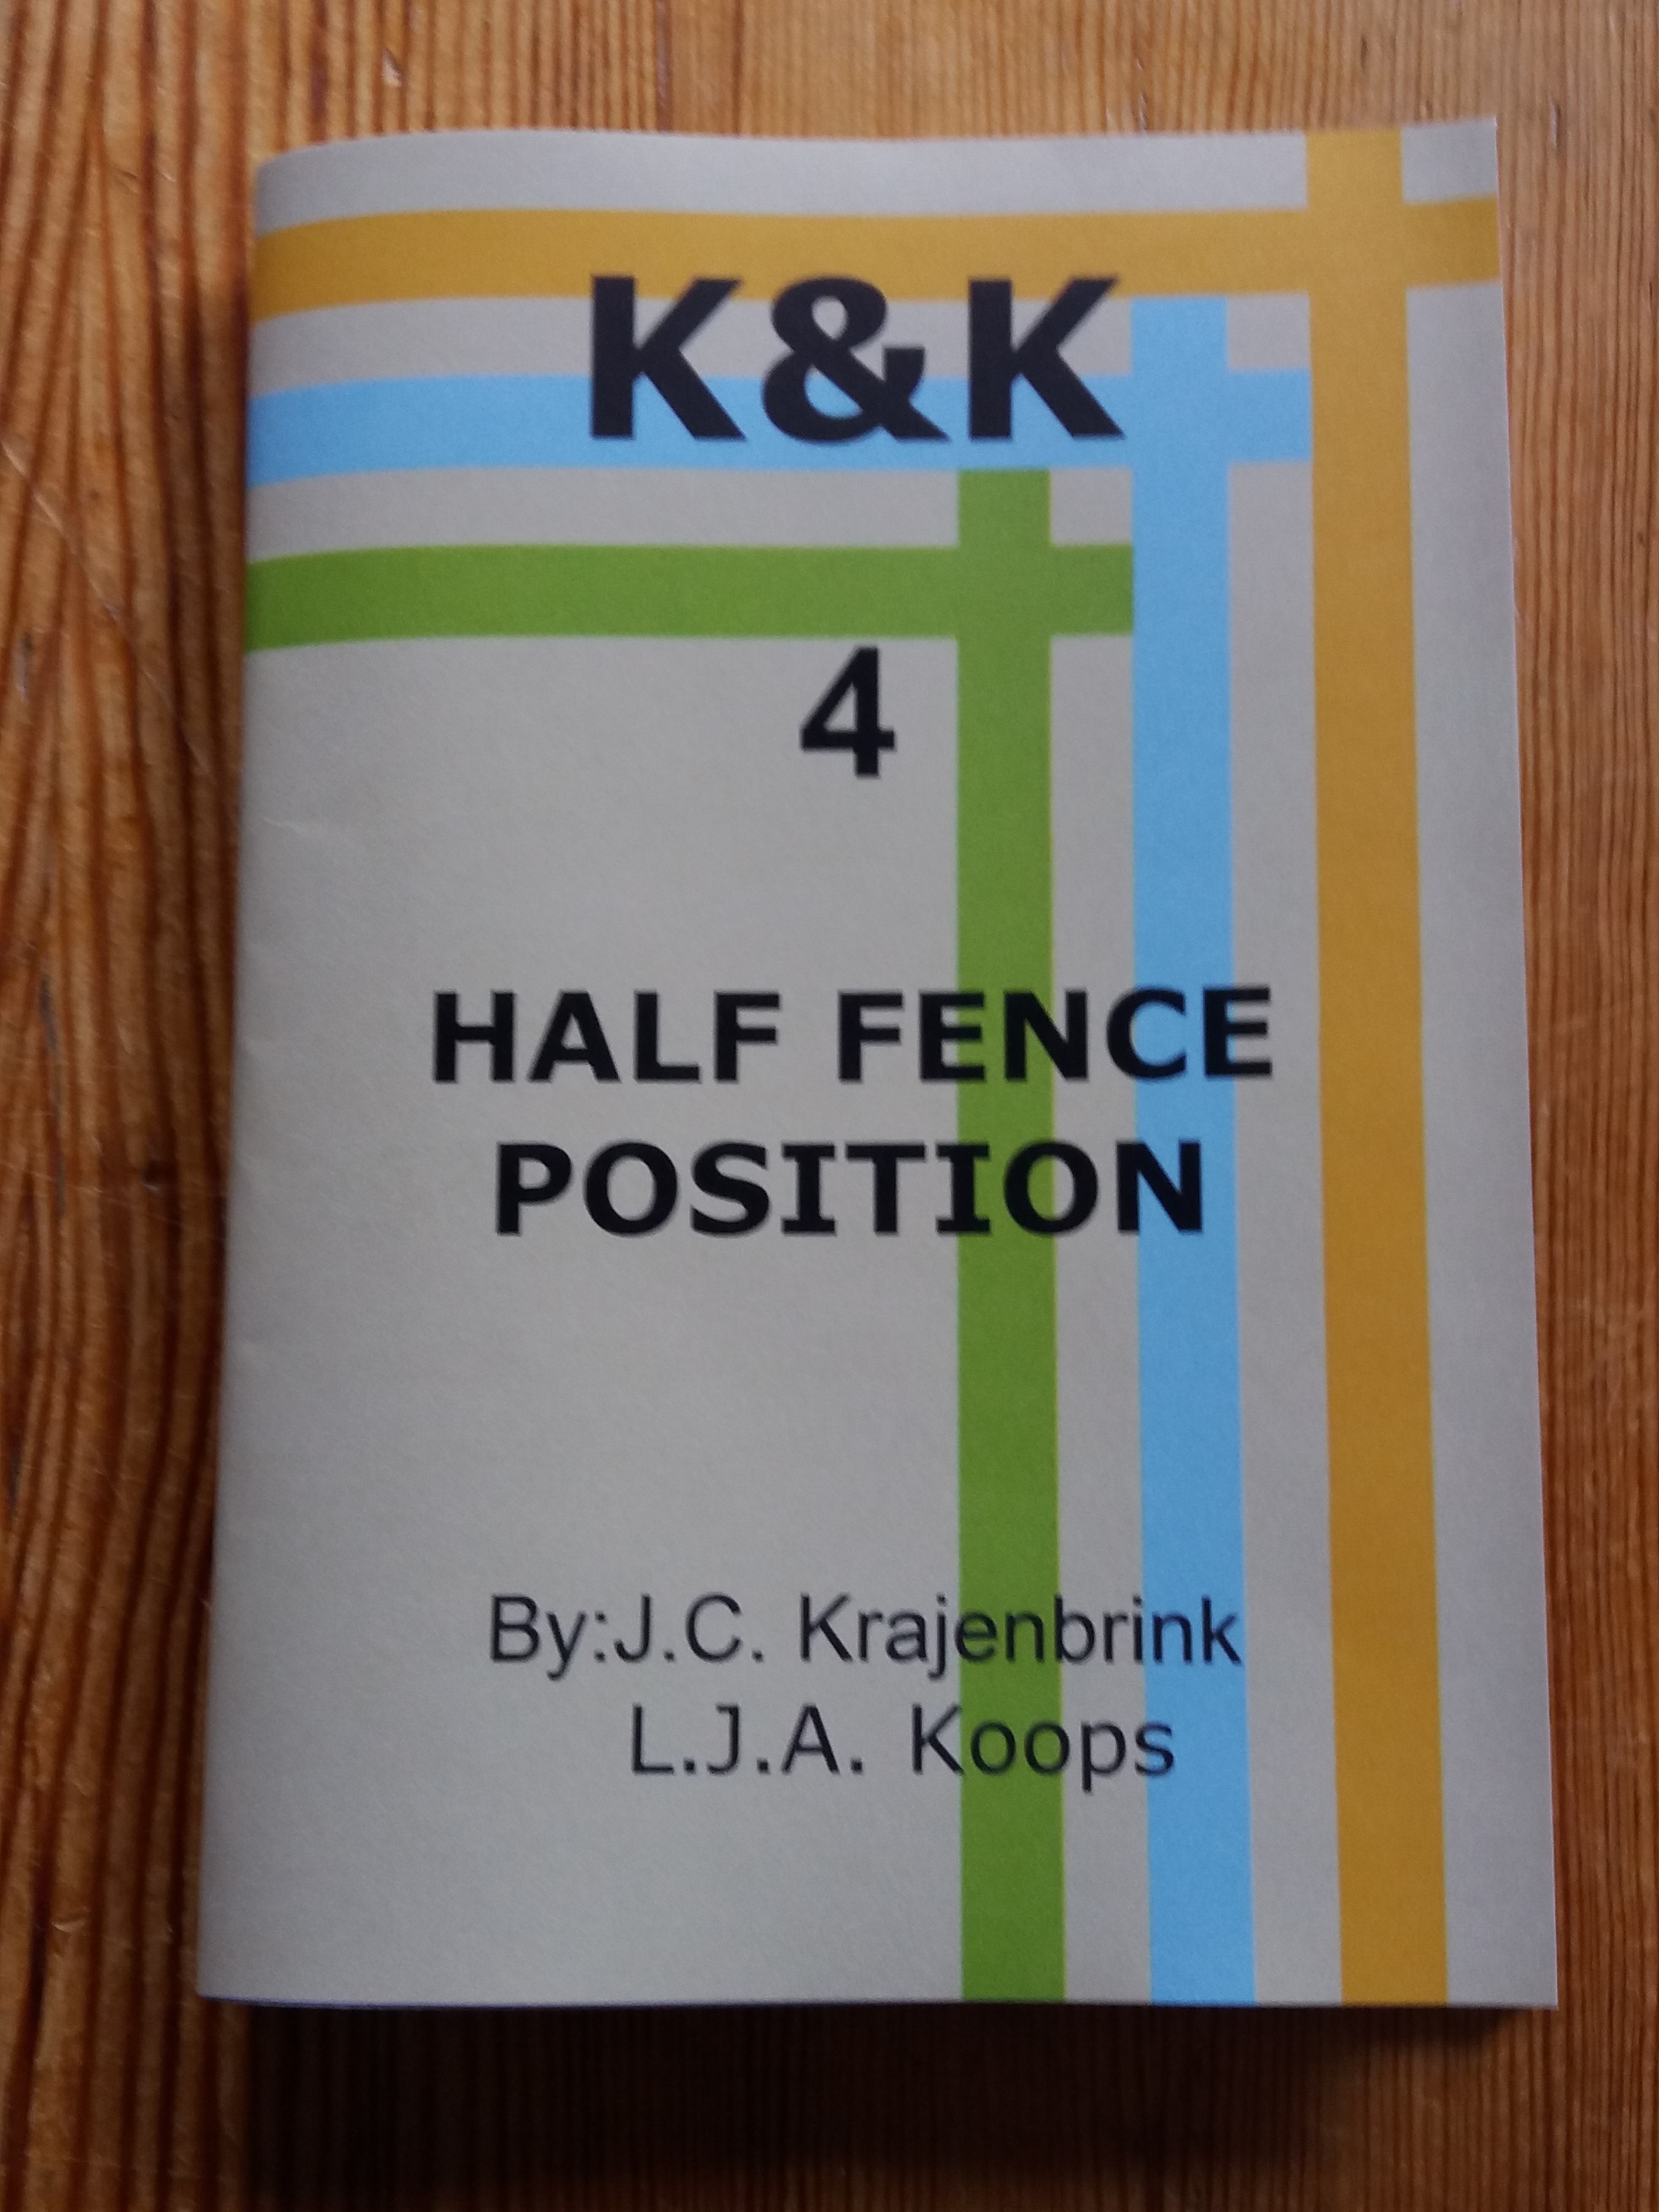 K&K
4
HALF FENCE
POSITION
By:J.C. Krajenbrink
L.J.A. Koops